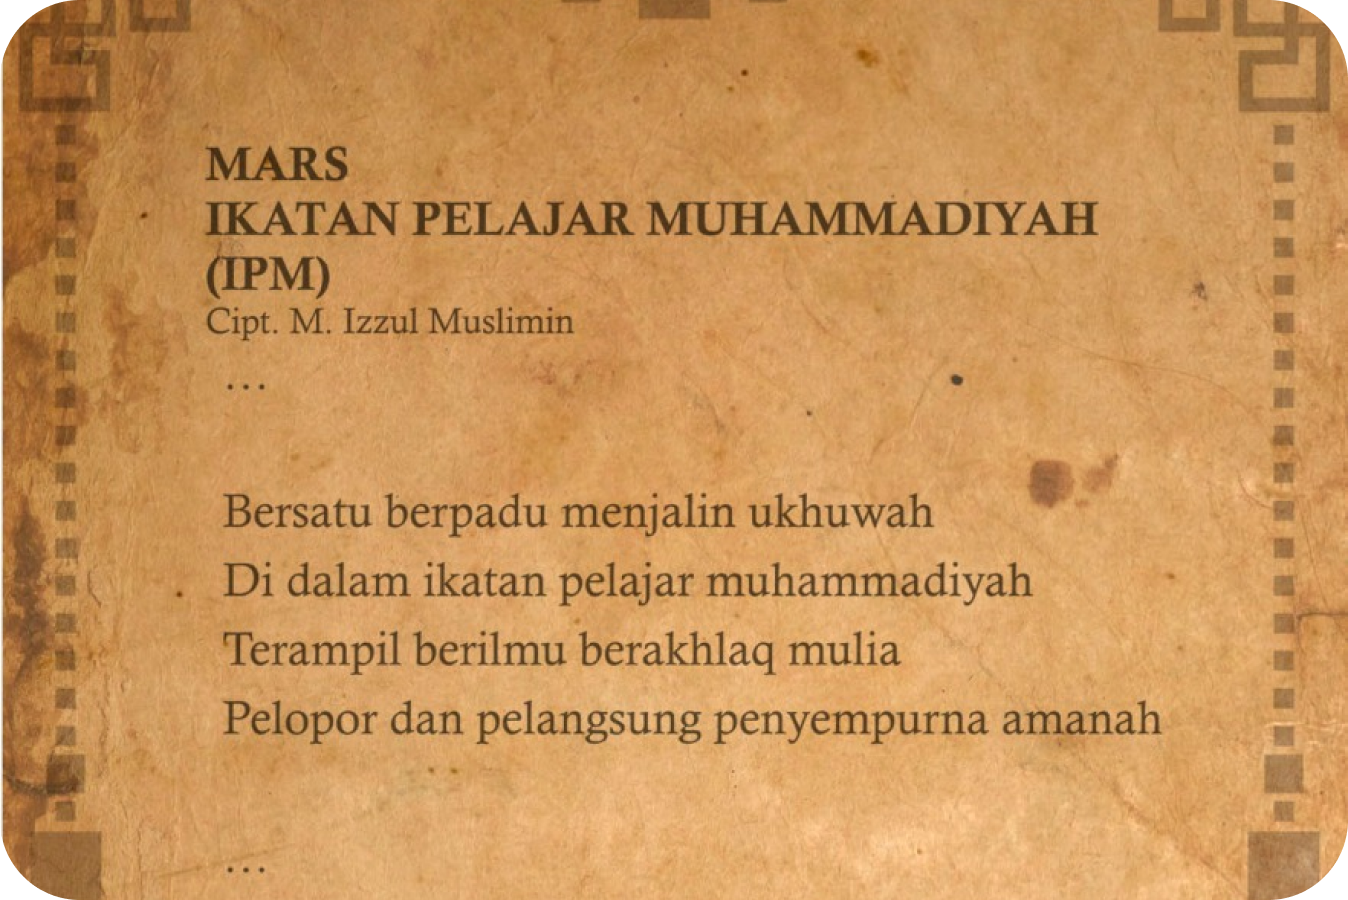 MARS
IKATAN PELAJAR MUHAMMADIYAH
(IPM)
Cipt. M. Izzul Muslimin
...
Bersatu berpadu menjalin ukhuwah
Di dalam ikatan pelajar muhammadiyah
Terampil berilmu berakhlaq mulia
Pelopor dan pelangsung penyempurna amanah
...